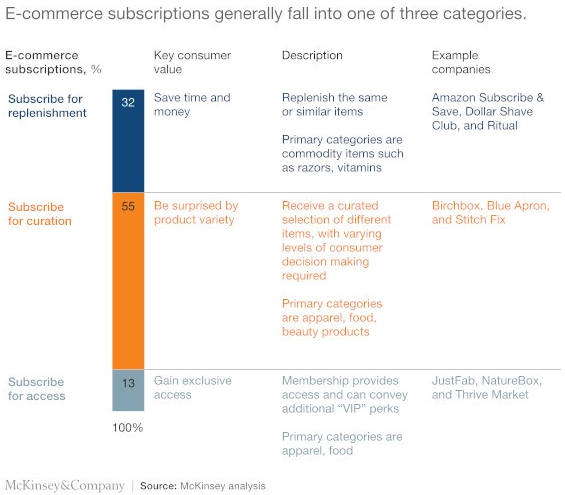 E-commerce subscriptions generally fall into one of three categories.
E-commerce
subscriptions, %
Key consumer
value
Description
Example
companies
Subscribe for
replenishment
32
Save time and
money
Replenish the same
or similar items
Primary categories are
commodity items such
as razors, vitamins
Amazon Subscribe &
Save, Dollar Shave
Club, and Ritual
Subscribe
for curation
55
Be surprised by
product variety
Receive a curated
selection of different
items, with varying
levels of consumer
decision making
required
Primary categories
are apparel, food,
beauty products
Birchbox, Blue Apron,
and Stitch Fix
Subscribe
for access
13
Gain exclusive
access
Membership provides
access and can convey
additional “VIP” perks
Primary categories are
apparel, food
JustFab, NatureBox,
and Thrive Market
100%
McKinsey&Company | Source: McKinsey analysis